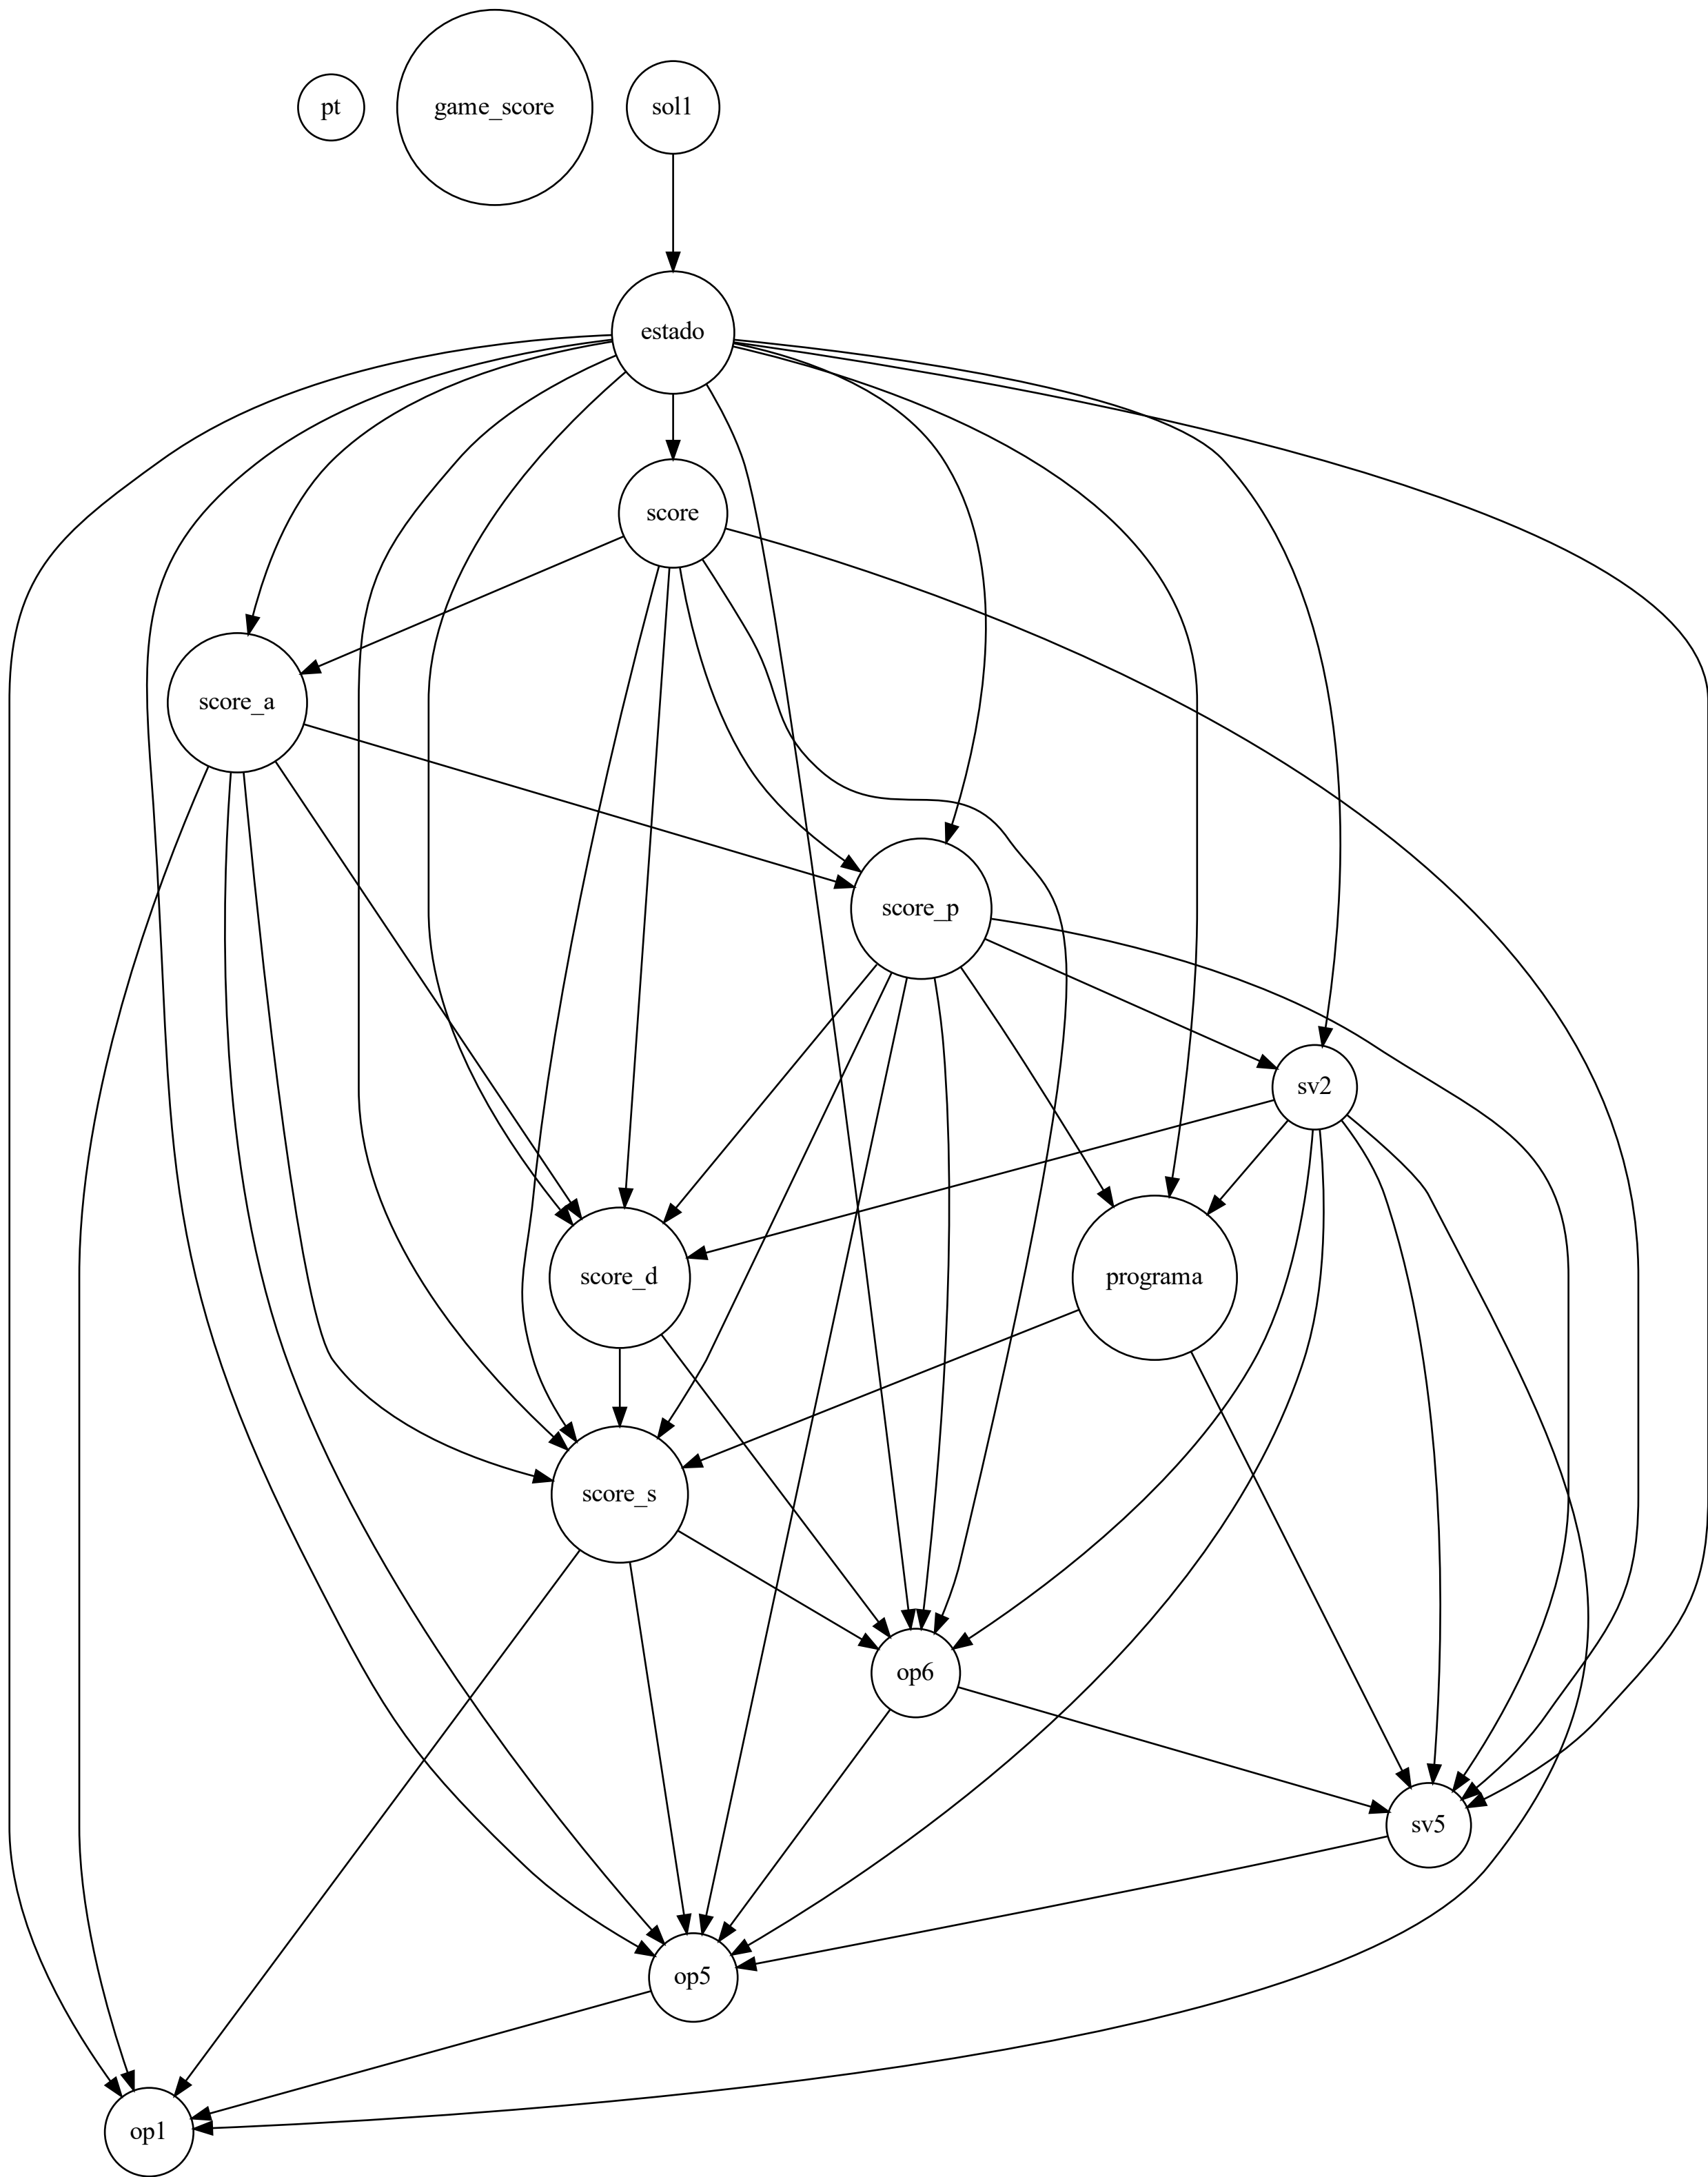 pt
game_score
sol1
estado
score
score_a
score_p
sv2
score_d
programa
score_s
op6
sv5
op5
op1